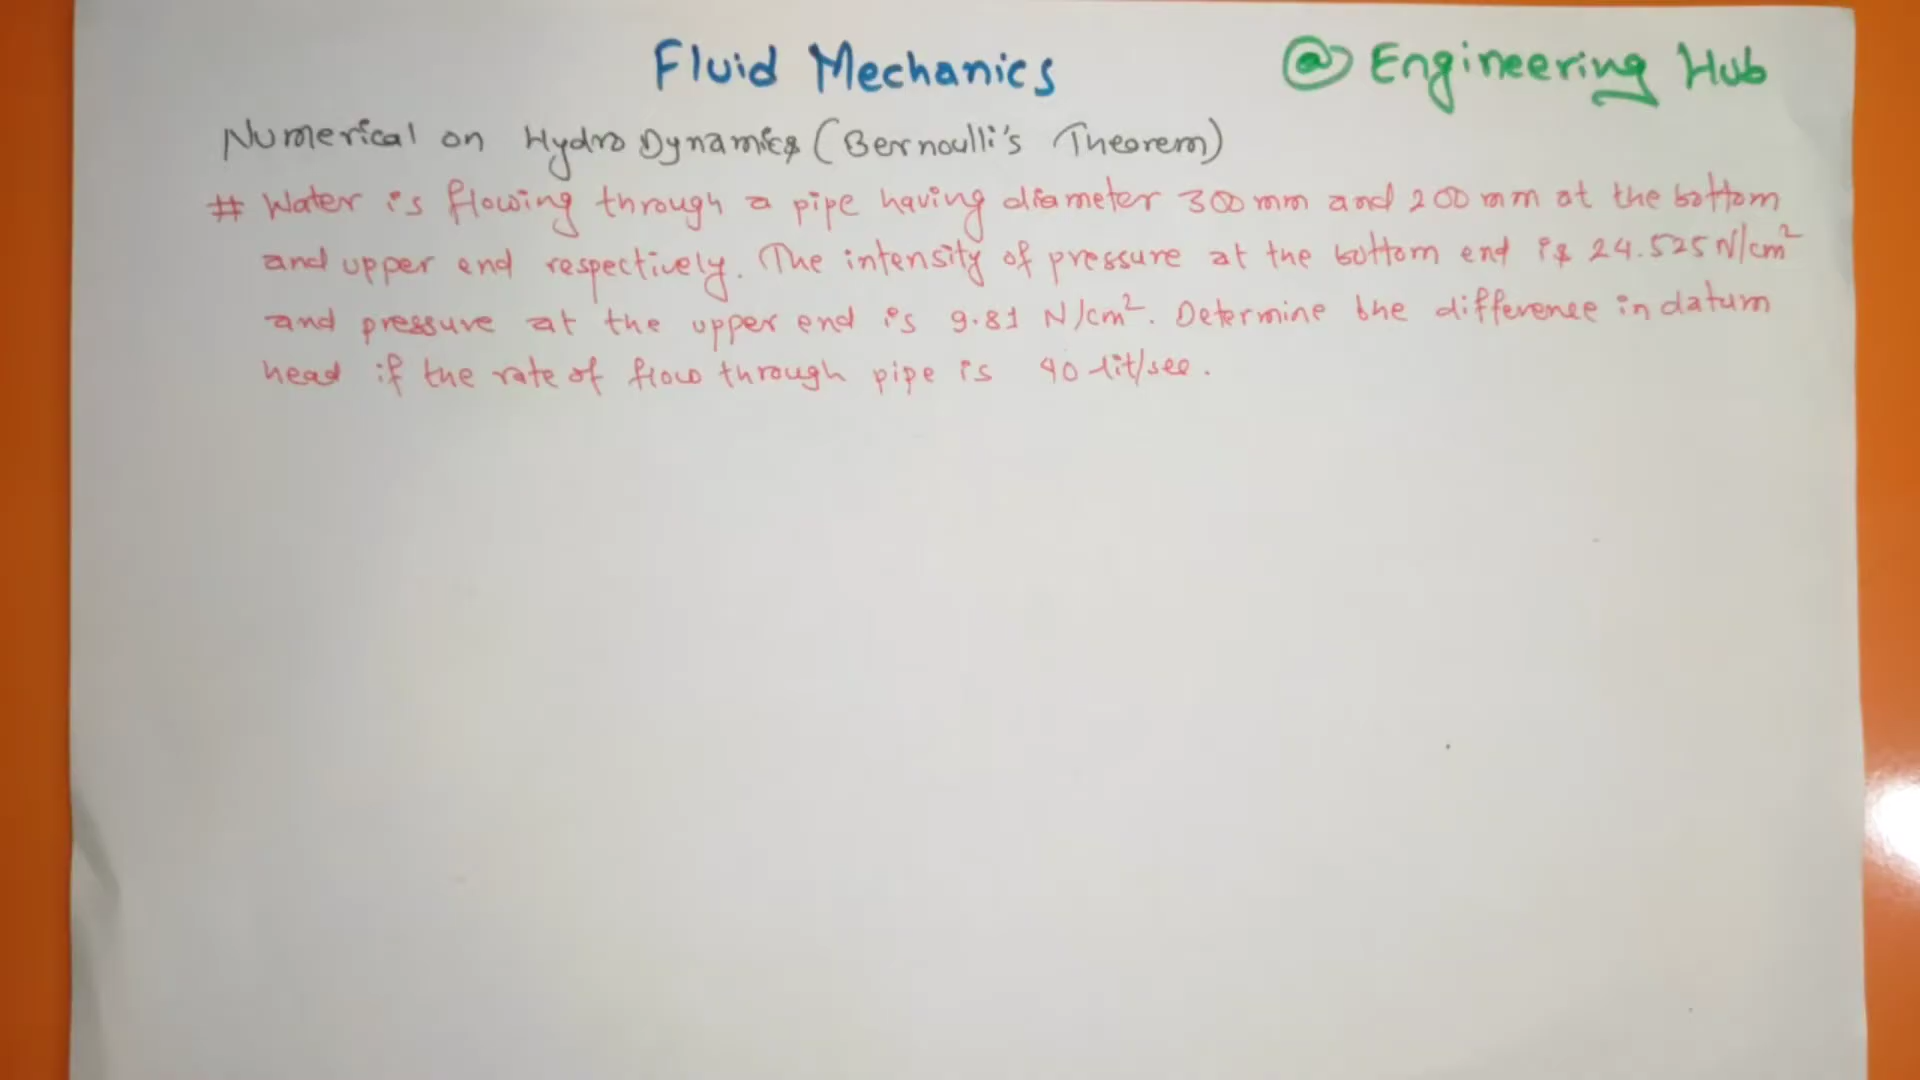 Fluid Mechanics
@ Engineering Hub
Numerical on Hydro Dynamics (Bernoulli's Theorem)
# Water is flowing through a pipe having diameter 300 mm and 200 mm at the bottom
and upper end respectively. The intensity of pressure at the bottom end is 24.525 N/cm²
and pressure at the upper end is 9.81 N/cm². Determine the difference in datum
head if the rate of flow through pipe is 40 lit/sec.